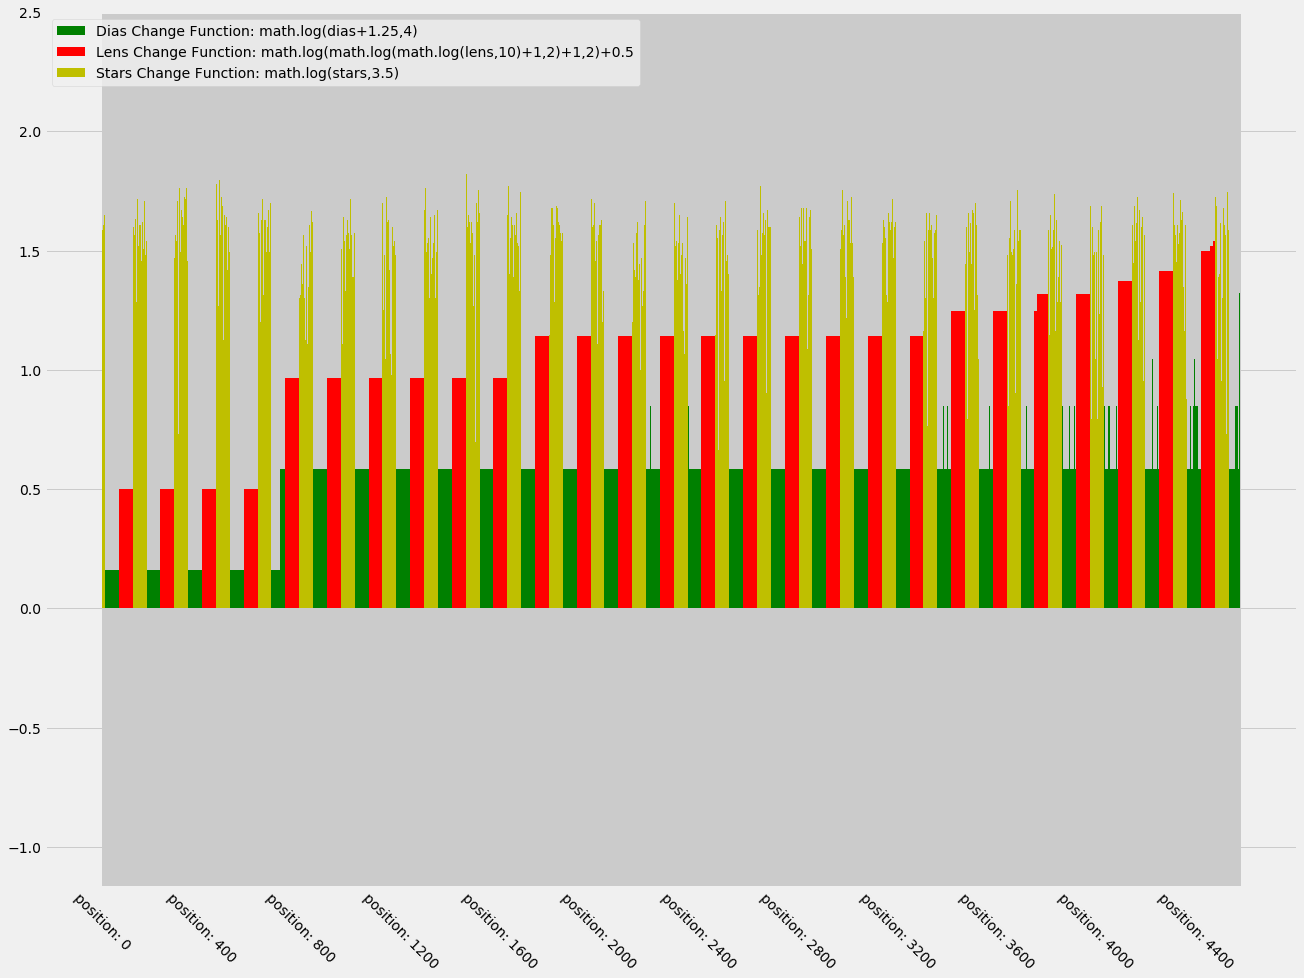 2.5
Dias Change Function: math.log(dias+1.25,4)
Lens Change Function: math.log(math.log(math.log(lens,10)+1,2)+1,2)+0.5
Stars Change Function: math.log(stars,3.5)
2.0
1.5
1.0
0.5
0.0
−0.5
−1.0
position: 0
position: 400
position: 800
position: 1200
position: 1600
position: 2000
position: 2400
position: 2800
position: 3200
position: 3600
position: 4000
position: 4400